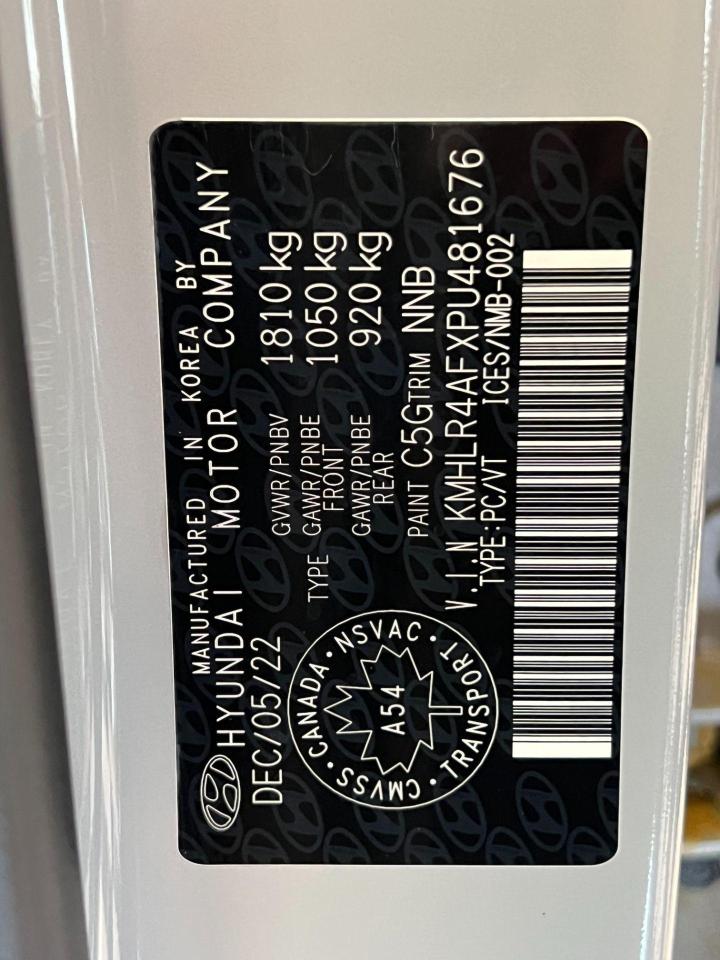 MANUFACTURED IN KOREA BY
HYUNDAI MOTOR COMPANY
DEC/05/22
GVWR/PNBV 1810 kg
TYPE GAWR/PNBE FRONT 1050 kg
GAWR/PNBE REAR 920 kg
PAINT C5G TRIM NNB
V.I.N KMHLR4AFXPU481676
TYPE:PC/VT ICES/NMB-002
CANADA · NSVAC · TRANSPORT · CMVSS ·
A54